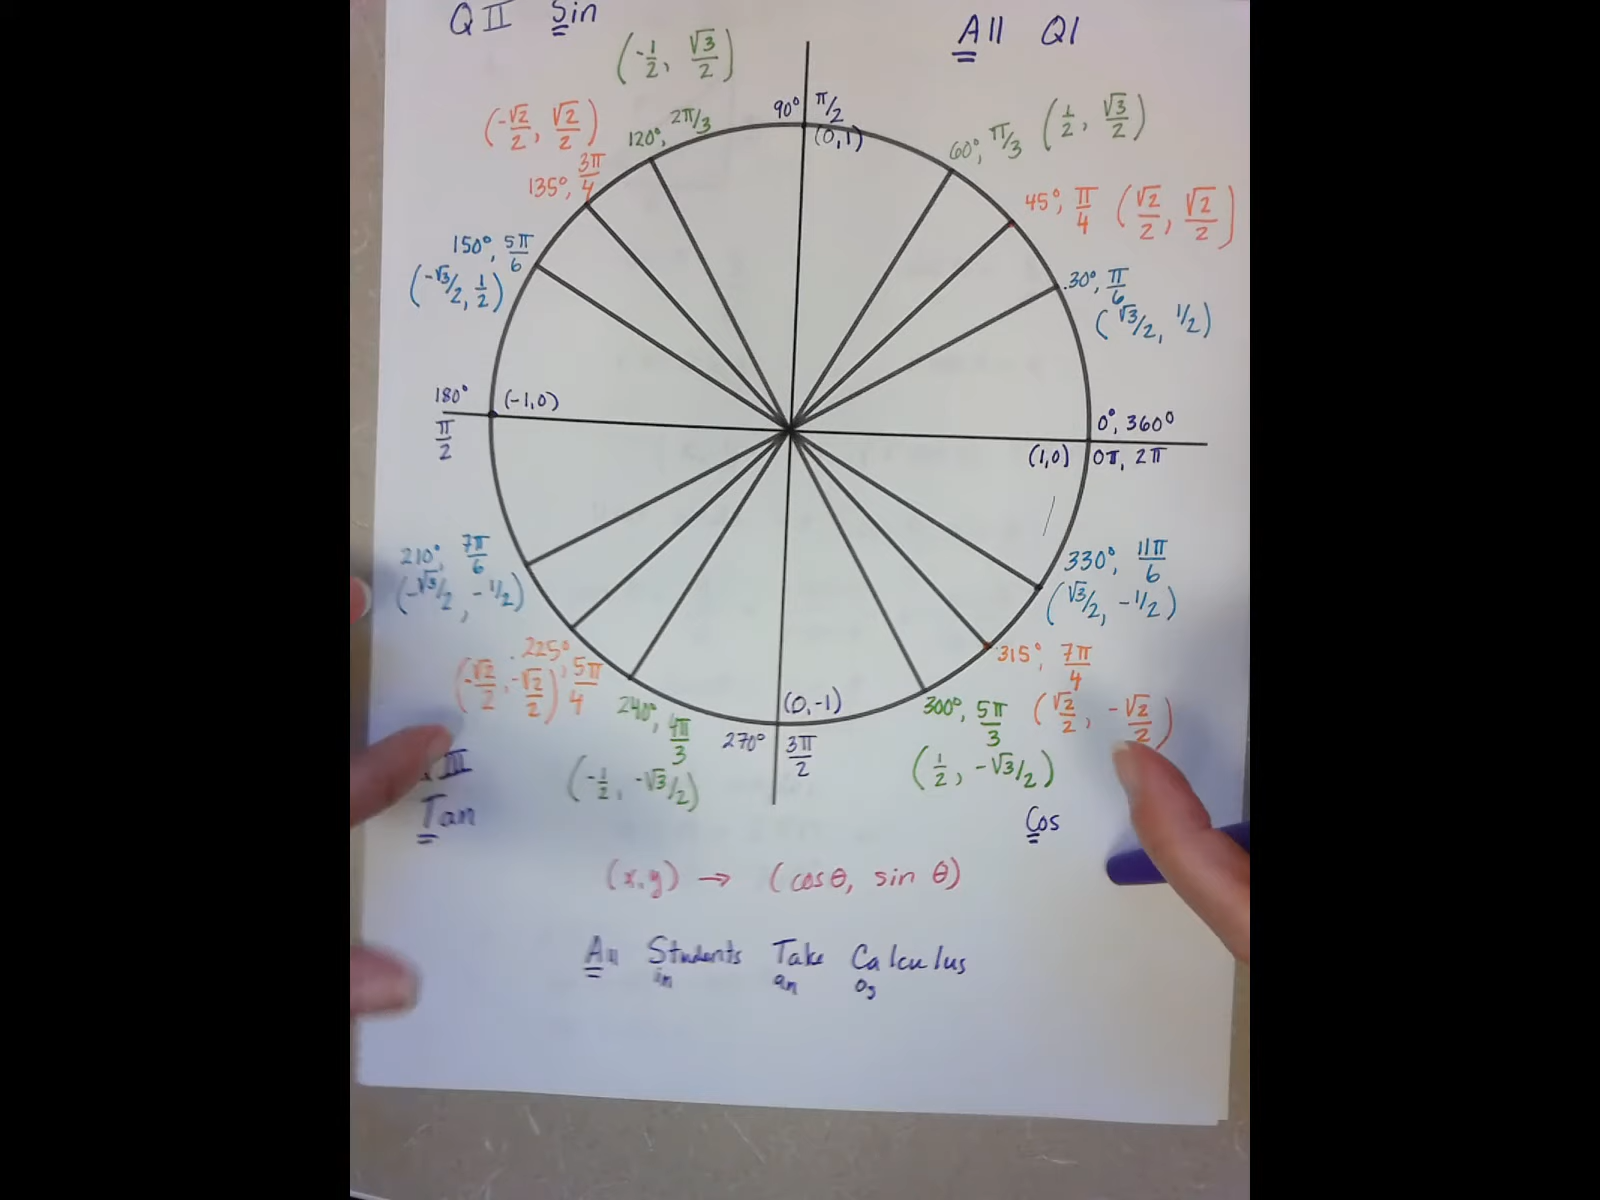 QII Sin
All QI
(-1/2, √3/2)
(-√2/2, √2/2)
90° π/2
(0,1)
120°, 2π/3
60°, π/3 (1/2, √3/2)
135°, 3π/4
45°, π/4 (√2/2, √2/2)
150°, 5π/6
(-√3/2, 1/2)
30°, π/6
(√3/2, 1/2)
180° (-1,0)
π/2
0°, 360°
(1,0) 0π, 2π
210°, 7π/6
(-√3/2, -1/2)
330°, 11π/6
(√3/2, -1/2)
225°, 5π/4
(-√2/2, -√2/2)
315°, 7π/4
(√2/2, -√2/2)
240°, 4π/3
(-1/2, -√3/2)
(0,-1)
270° 3π/2
300°, 5π/3
(1/2, -√3/2)
III
Tan
Cos
(x,y) → (cosθ, sin θ)
All Students Take Calculus
in an os